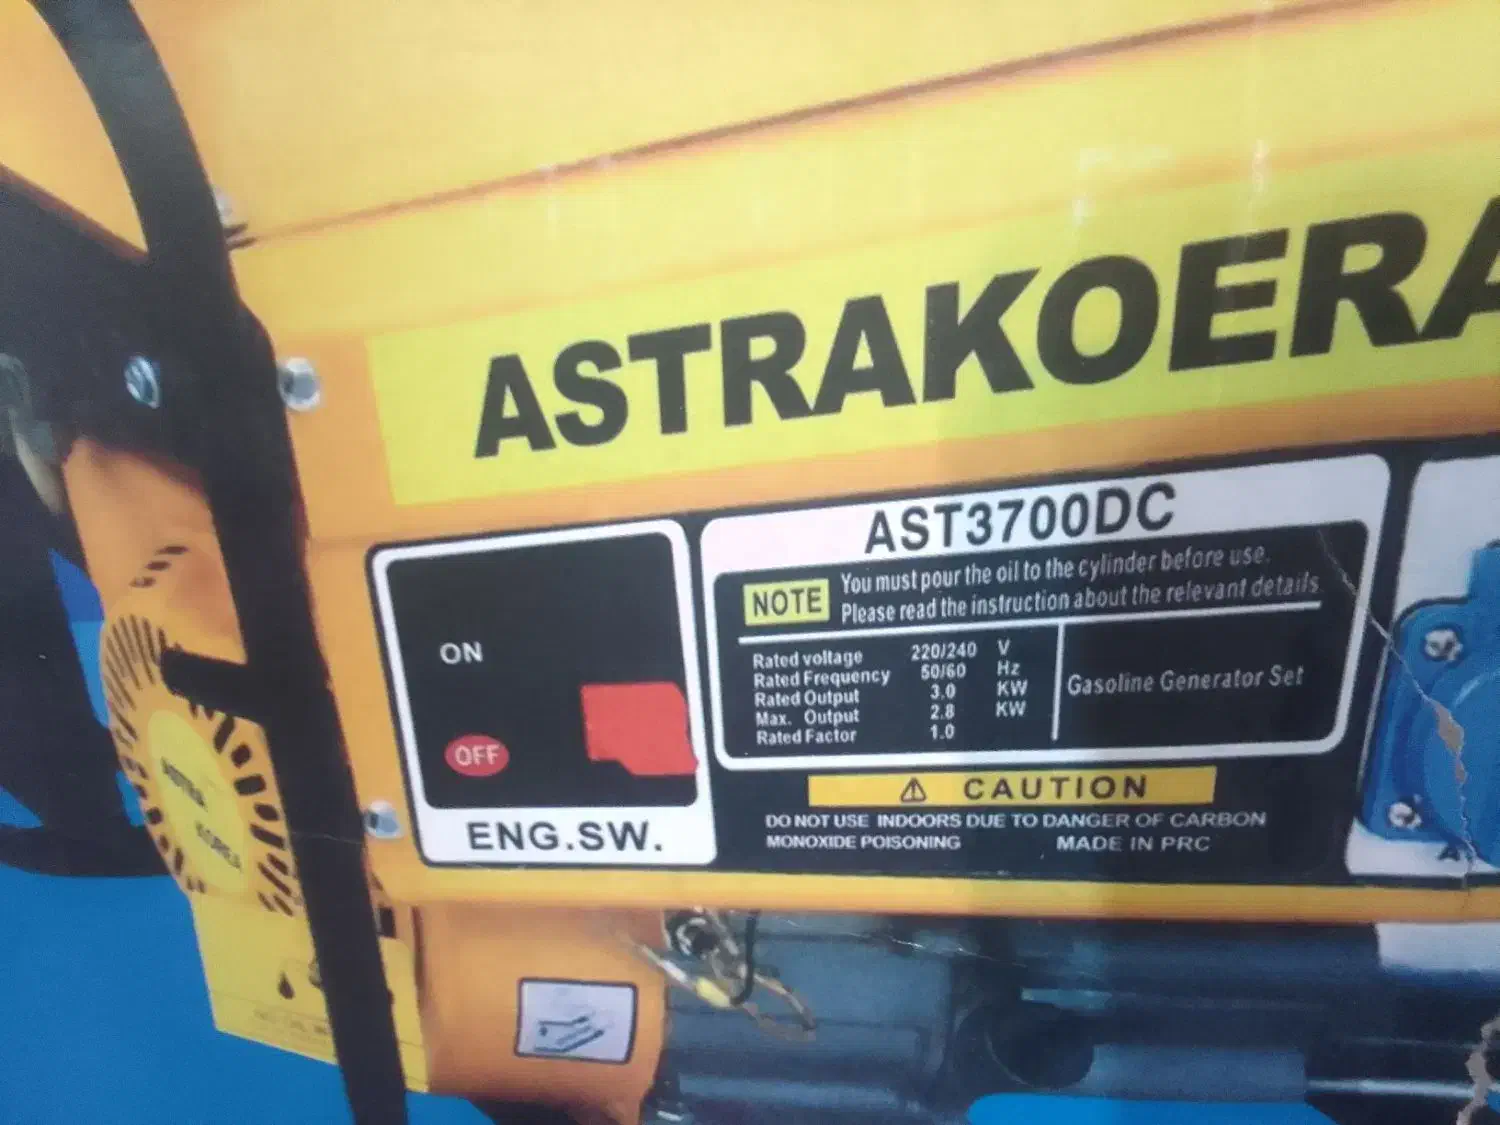 ASTRAKOERA
AST3700DC
NOTE
You must pour the oil to the cylinder before use.
Please read the instruction about the relevant details
Rated voltage 220/240 V
Rated Frequency 50/60 Hz
Rated Output 3.0 KW
Max. Output 2.8 KW
Rated Factor 1.0
Gasoline Generator Set
ON
OFF
ENG.SW.
CAUTION
DO NOT USE INDOORS DUE TO DANGER OF CARBON
MONOXIDE POISONING MADE IN PRC
ASTRA
KOREA